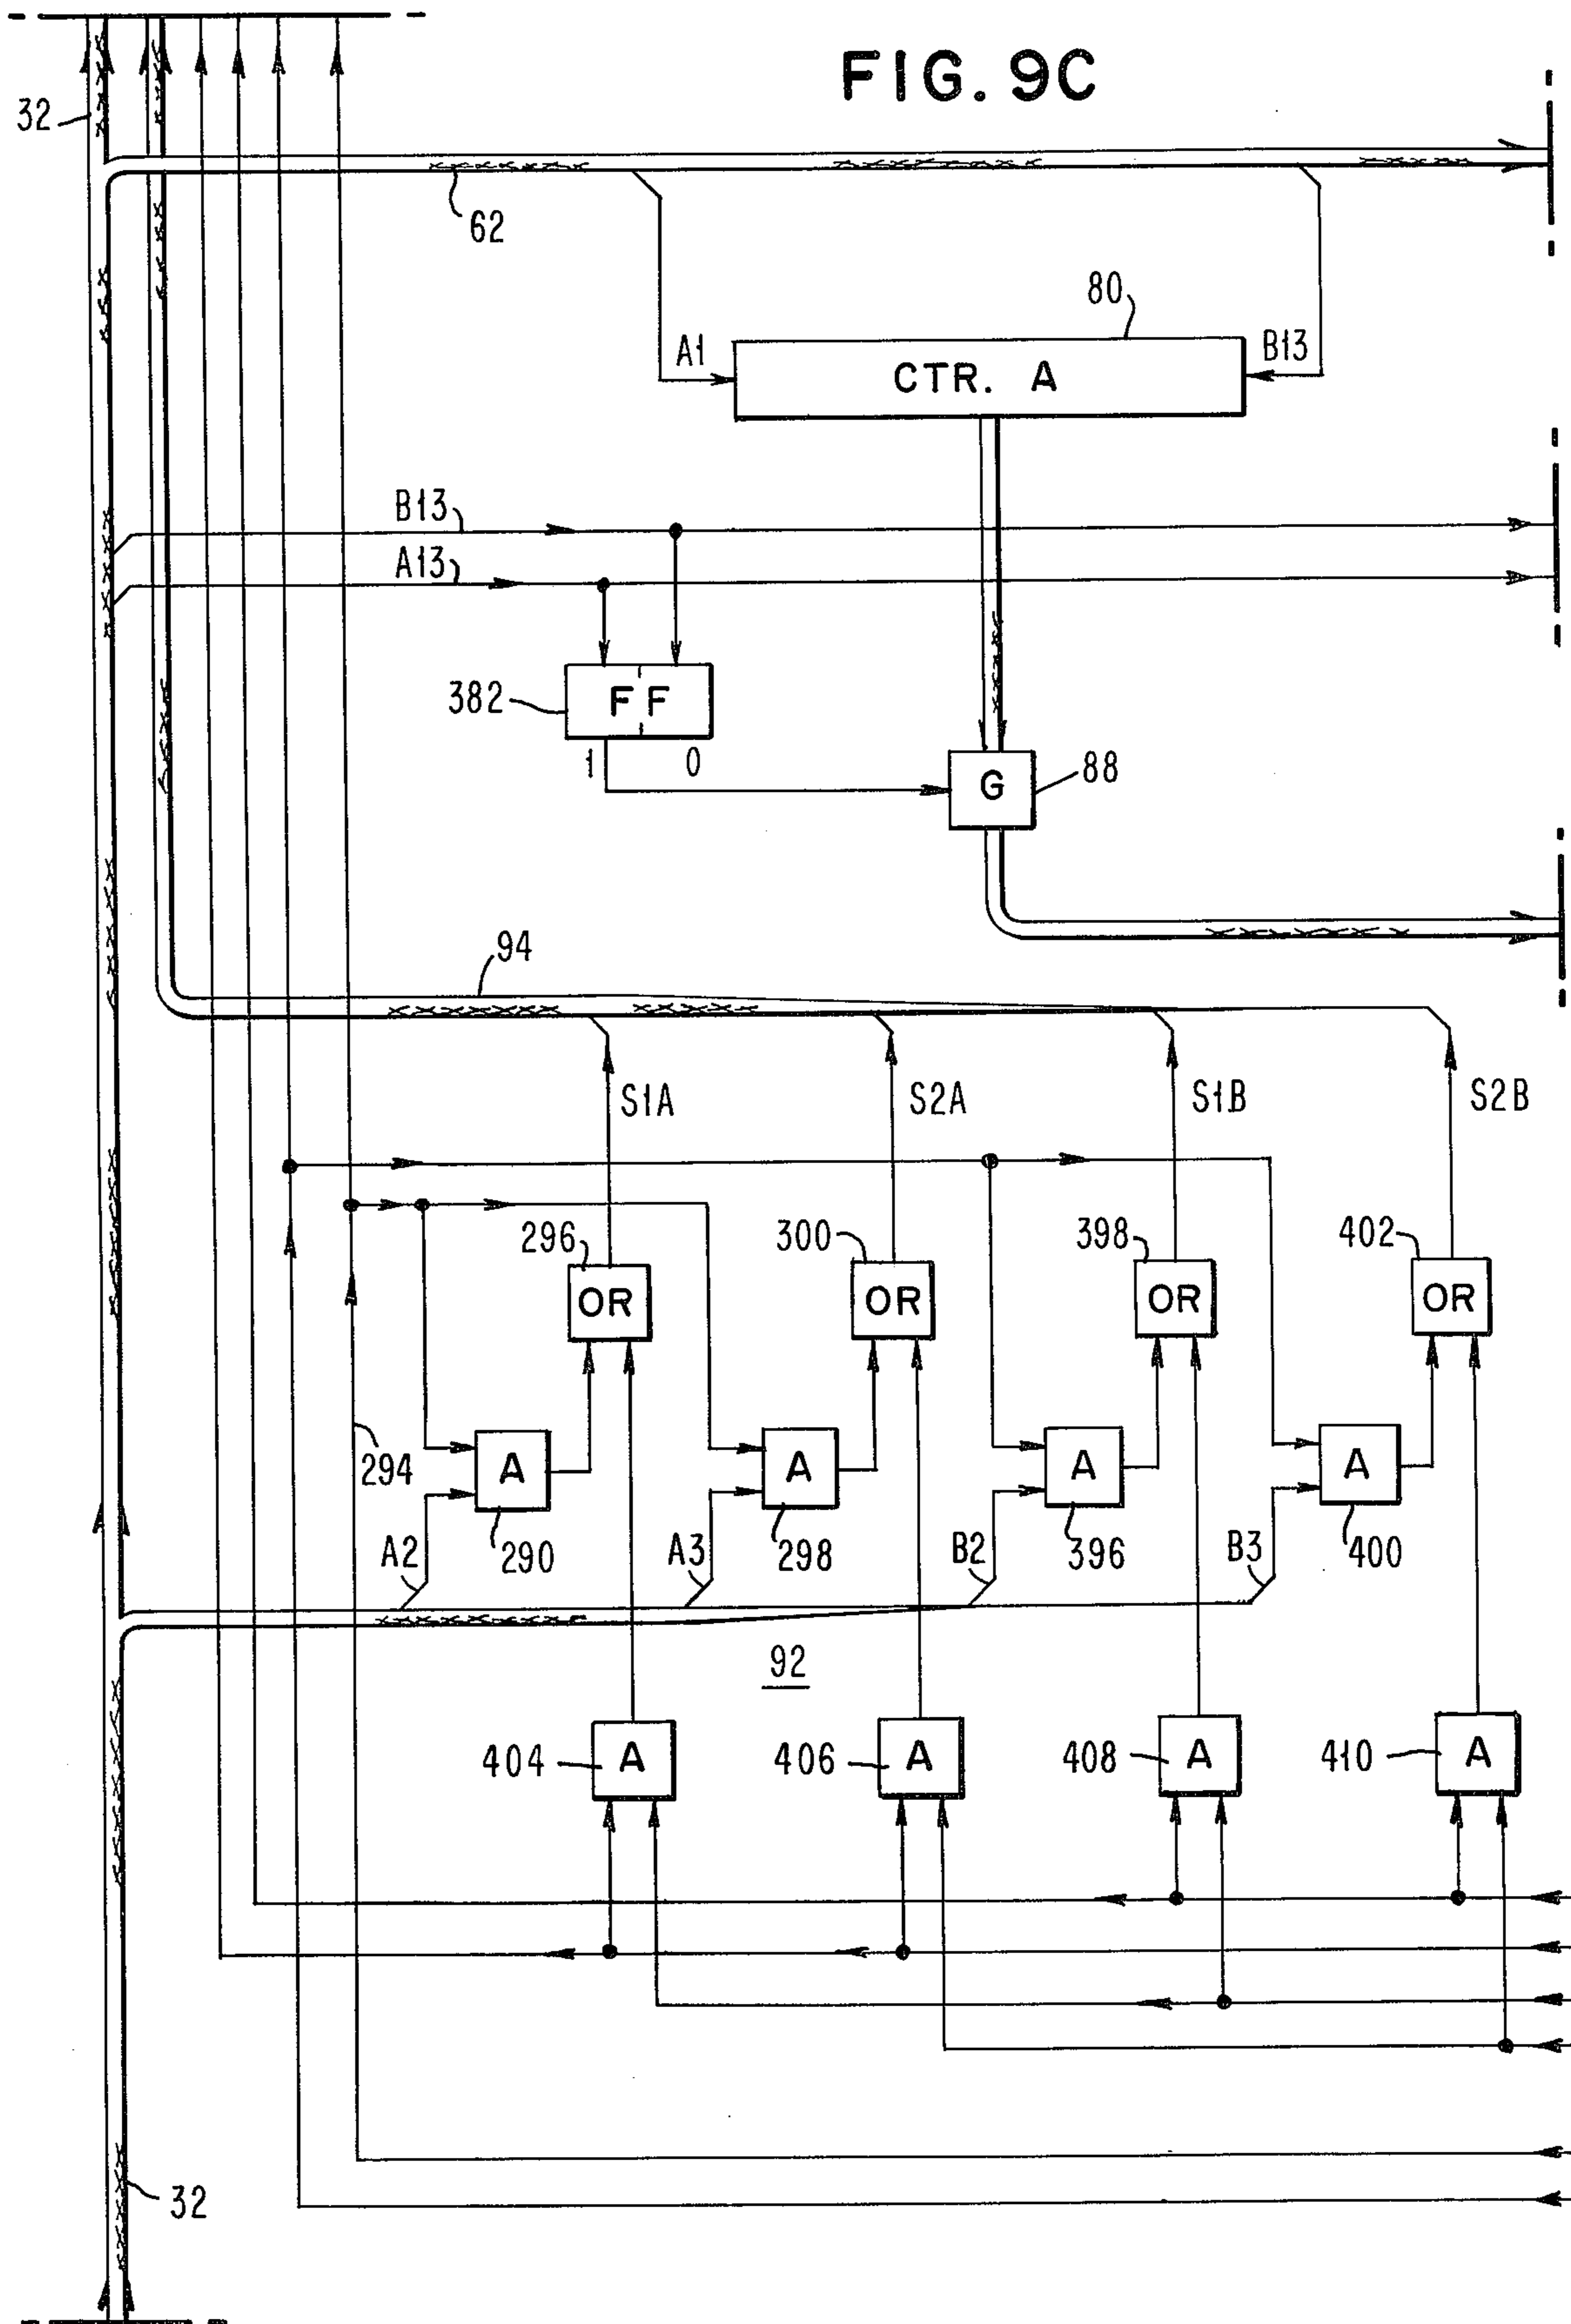 FIG. 9C
32
62
80
A1
CTR. A
B13
B13
A13
382
FF
1
0
G
88
94
S1A
S2A
S1B
S2B
296
300
398
402
OR
OR
OR
OR
294
A
A
A
A
A2
290
A3
298
B2
396
B3
400
92
404
A
406
A
408
A
410
A
32